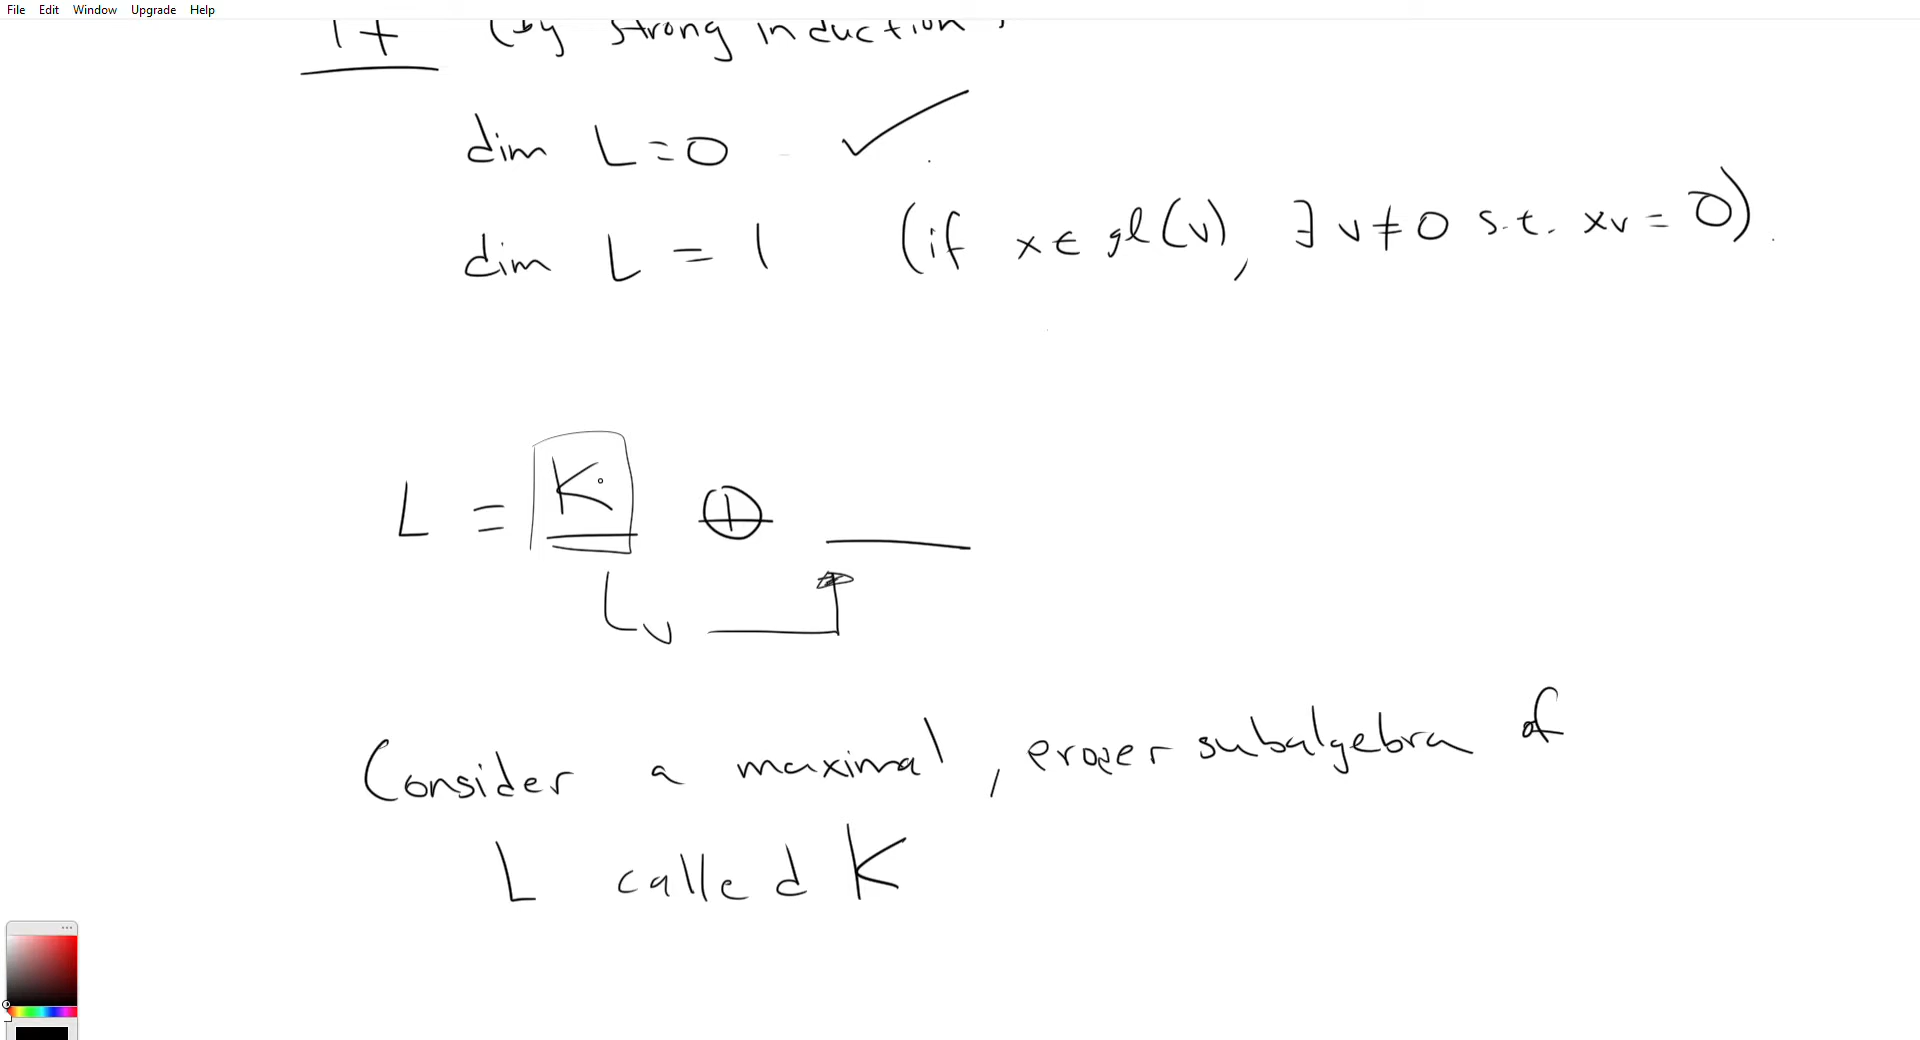 File Edit Window Upgrade Help
(by strong induction)
dim L = 0 ✓
dim L = 1 (if x ∈ gl(V), ∃ v ≠ 0 s.t. xv = 0).
L = K ⊕ ___
L v
Consider a maximal, proper subalgebra of
L called K